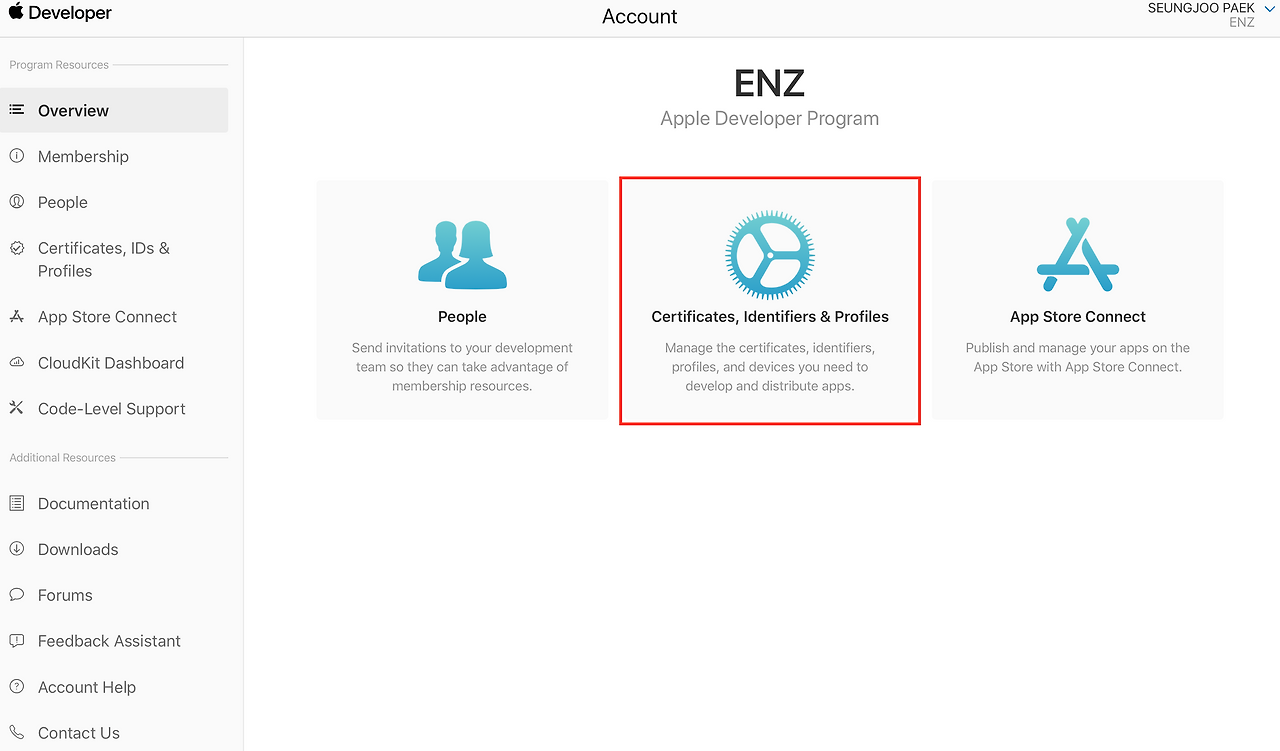 Developer
Account
SEUNGJOO PAEK
ENZ
Program Resources
Overview
Membership
People
Certificates, IDs &
Profiles
App Store Connect
CloudKit Dashboard
Code-Level Support
Additional Resources
Documentation
Downloads
Forums
Feedback Assistant
Account Help
Contact Us
ENZ
Apple Developer Program
People
Send invitations to your development
team so they can take advantage of
membership resources.
Certificates, Identifiers & Profiles
Manage the certificates, identifiers,
profiles, and devices you need to
develop and distribute apps.
App Store Connect
Publish and manage your apps on the
App Store with App Store Connect.